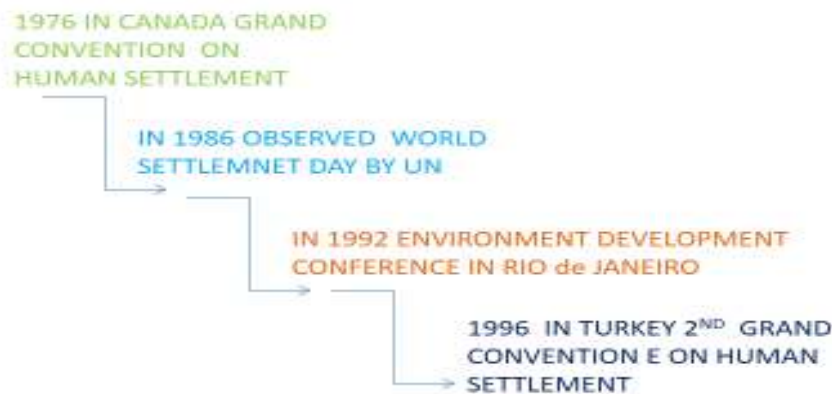 1976 IN CANADA GRAND
CONVENTION ON
HUMAN SETTLEMENT
IN 1986 OBSERVED WORLD
SETTLEMNET DAY BY UN
IN 1992 ENVIRONMENT DEVELOPMENT
CONFERENCE IN RIO de JANEIRO
1996 IN TURKEY 2ND GRAND
CONVENTION E ON HUMAN
SETTLEMENT